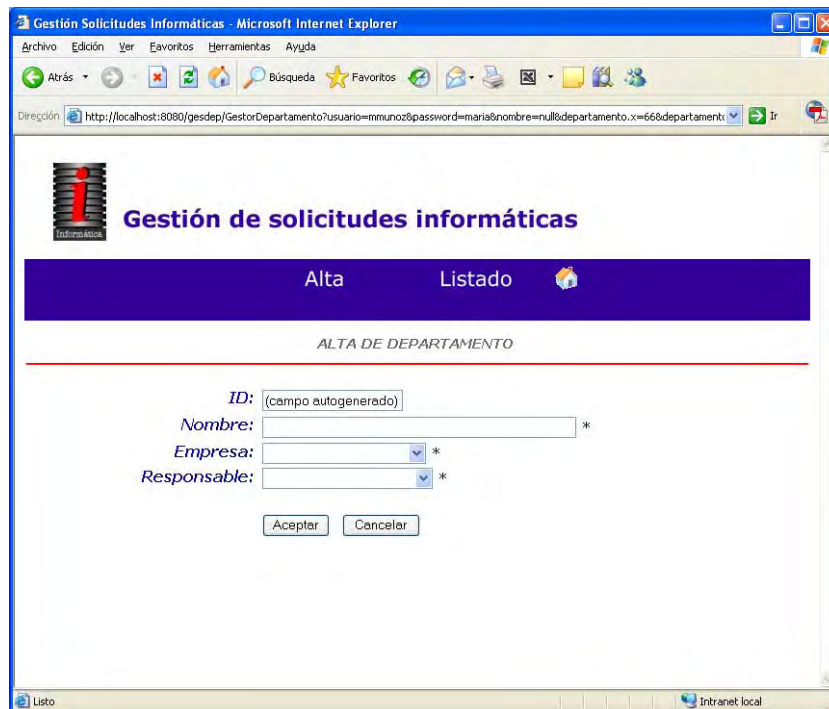 Gestión Solicitudes Informáticas - Microsoft Internet Explorer
Archivo Edición Ver Favoritos Herramientas Ayuda
Atrás Búsqueda Favoritos
Dirección http://localhost:8080/gesdep/GestorDepartamento?usuario=mmunoz&password=maria&nombre=null&departamento.x=66&departament Ir
i
Informática
Gestión de solicitudes informáticas
Alta Listado
ALTA DE DEPARTAMENTO
ID: (campo autogenerado)
Nombre: *
Empresa: *
Responsable: *
Aceptar Cancelar
Listo Intranet local